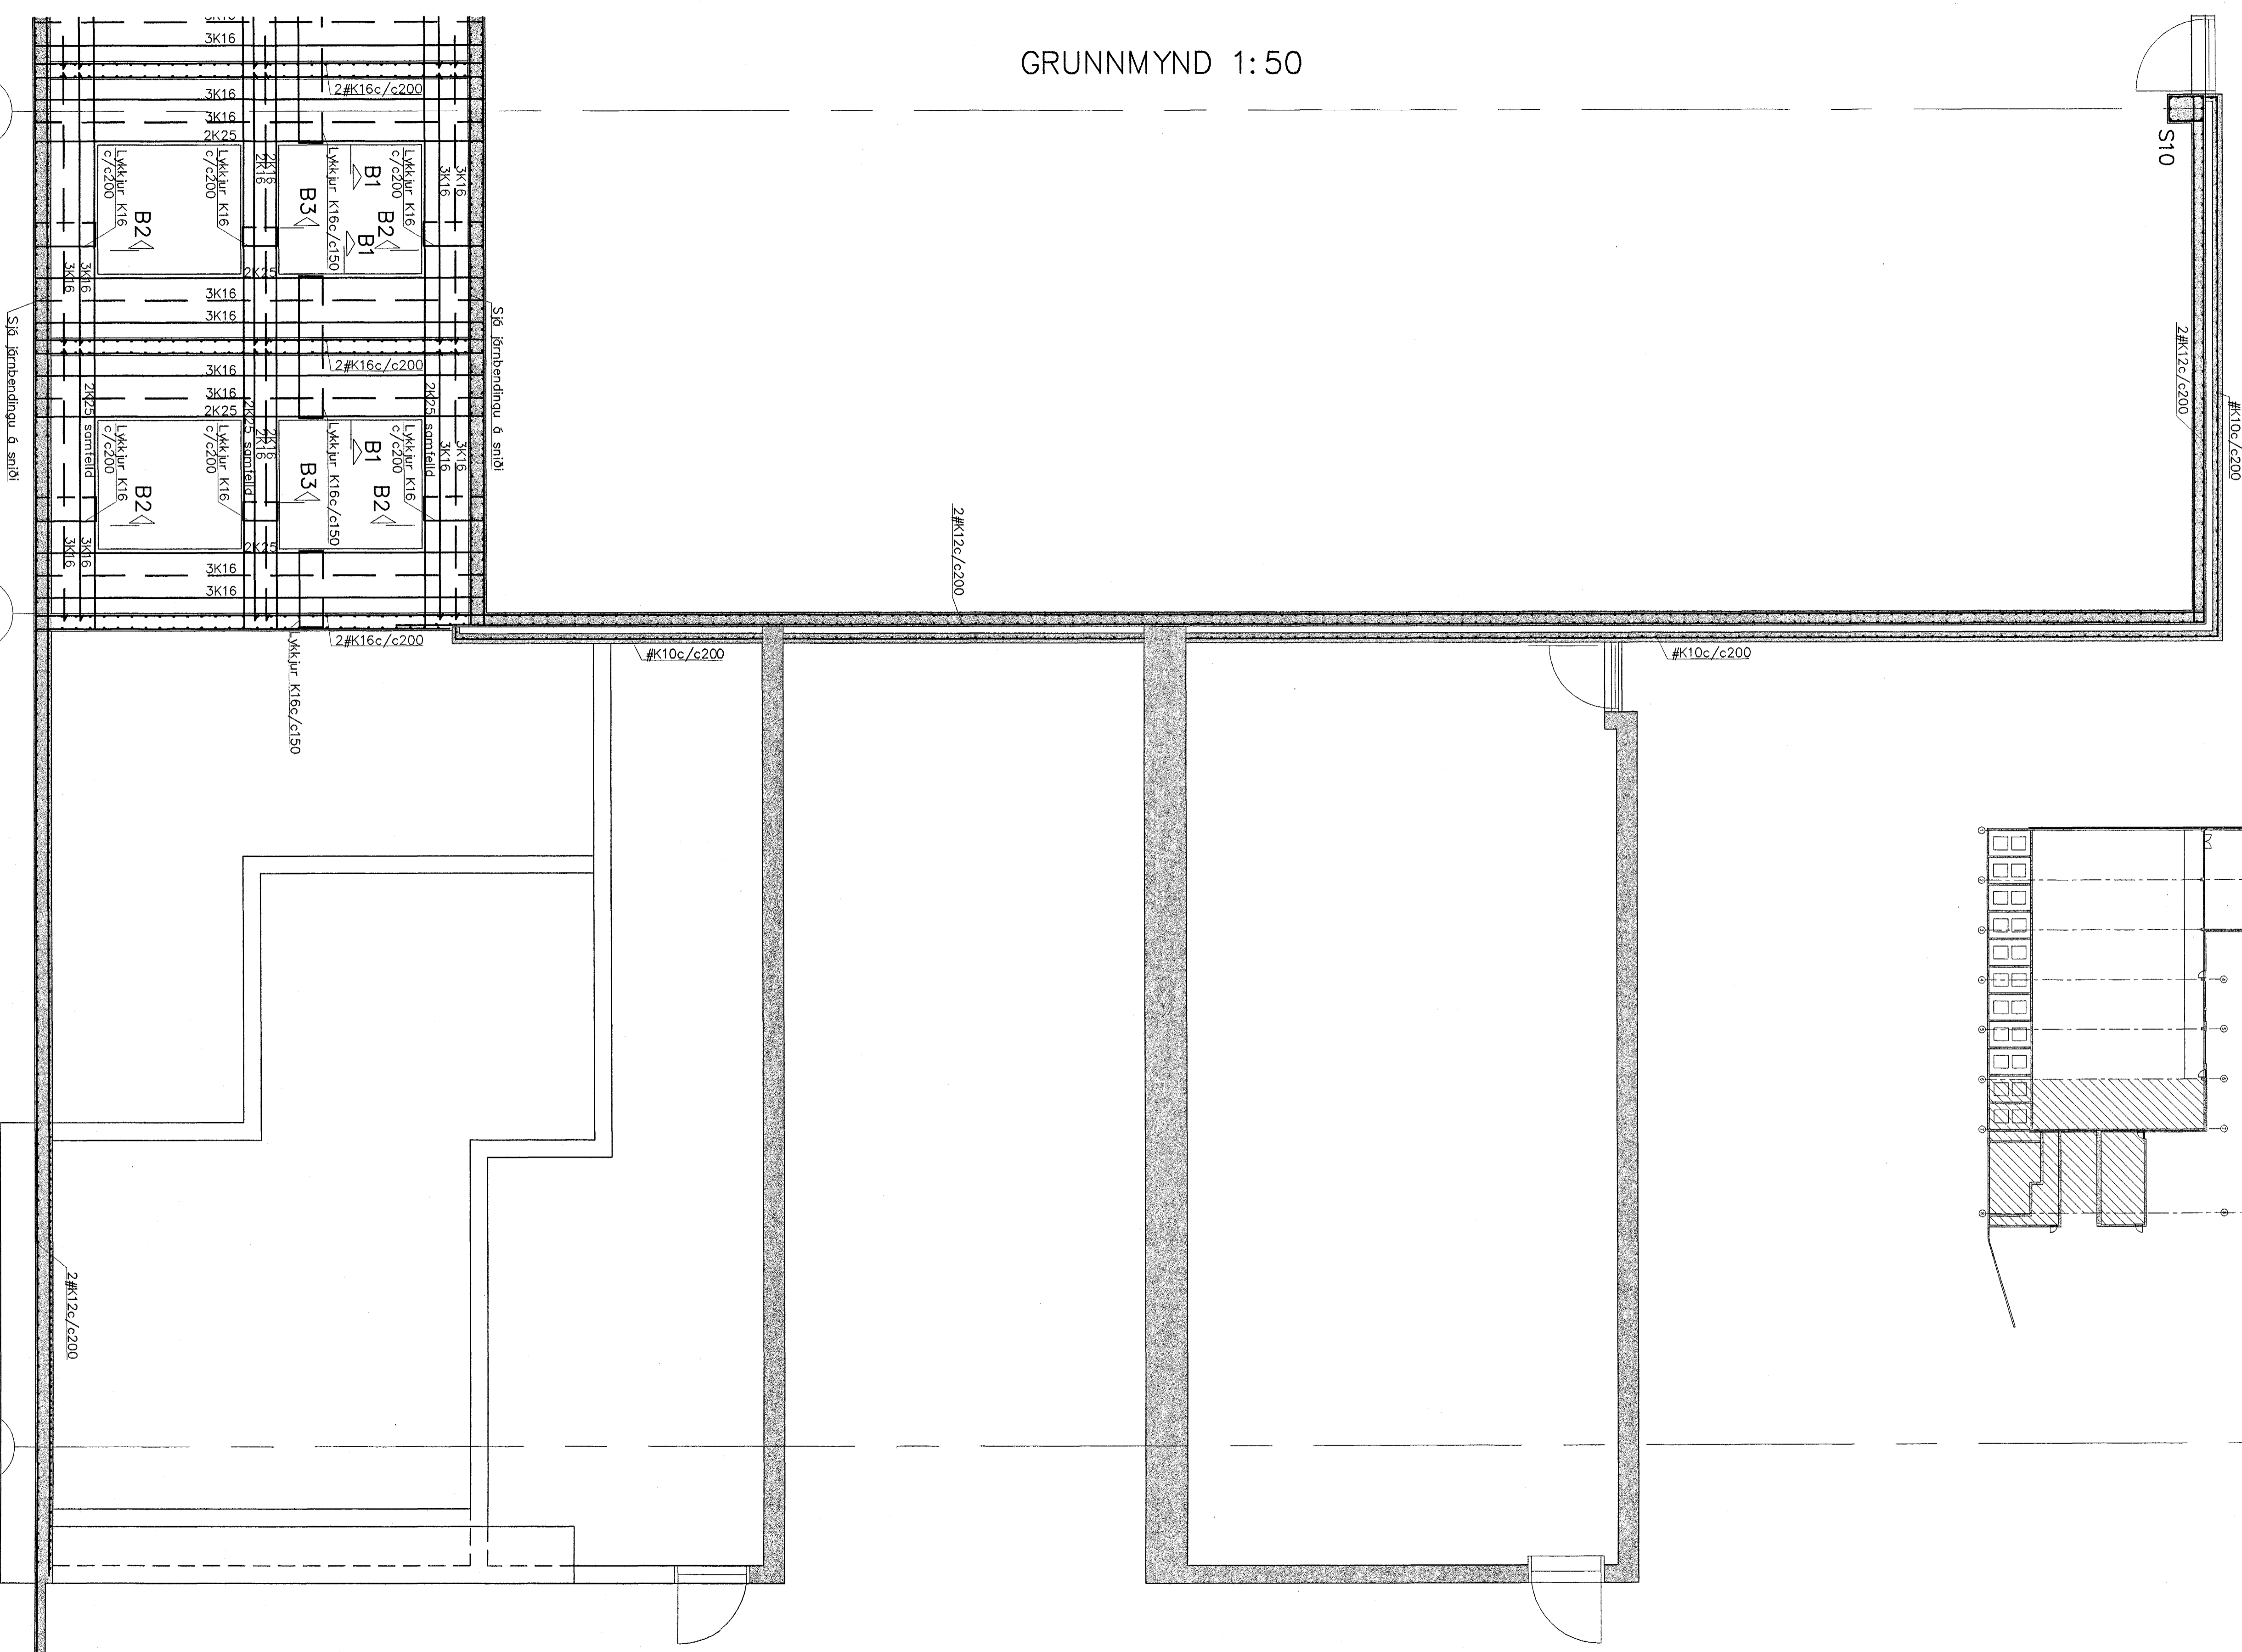 GRUNNMYND 1:50
3K16
3K16
2#K16c/c200
3K16
3K16
2K25
Lykkjur K16
c/c200
Lykkjur K16
c/c200
2K16
2K16
Lykkjur K16c/c150
B1
B3
B1
B2
Lykkjur K16
c/c200
3K16
3K16
B2
3K16
3K16
2K25
3K16
3K16
Sjá járnbendingu á sniði
Sjá járnbendingu á sniði
2#K16c/c200
3K16
3K16
2K25
2K25 samfelld
2K25 samfelld
2K25 samfelld
Lykkjur K16
c/c200
Lykkjur K16
c/c200
2K16
2K16
Lykkjur K16c/c150
B1
B3
B2
Lykkjur K16
c/c200
3K16
3K16
B2
3K16
3K16
2K25
3K16
3K16
2#K16c/c200
ykkjur K16c/c150
#K10c/c200
2#K12c/c200
#K10c/c200
S10
2#K12c/c200
#K10c/c200
2#K12c/c200